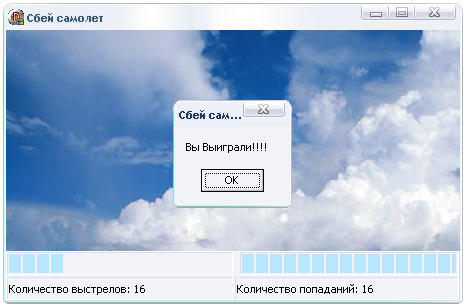 Сбей самолет
Сбей сам...
Вы Выиграли!!!!
OK
Количество выстрелов: 16
Количество попаданий: 16